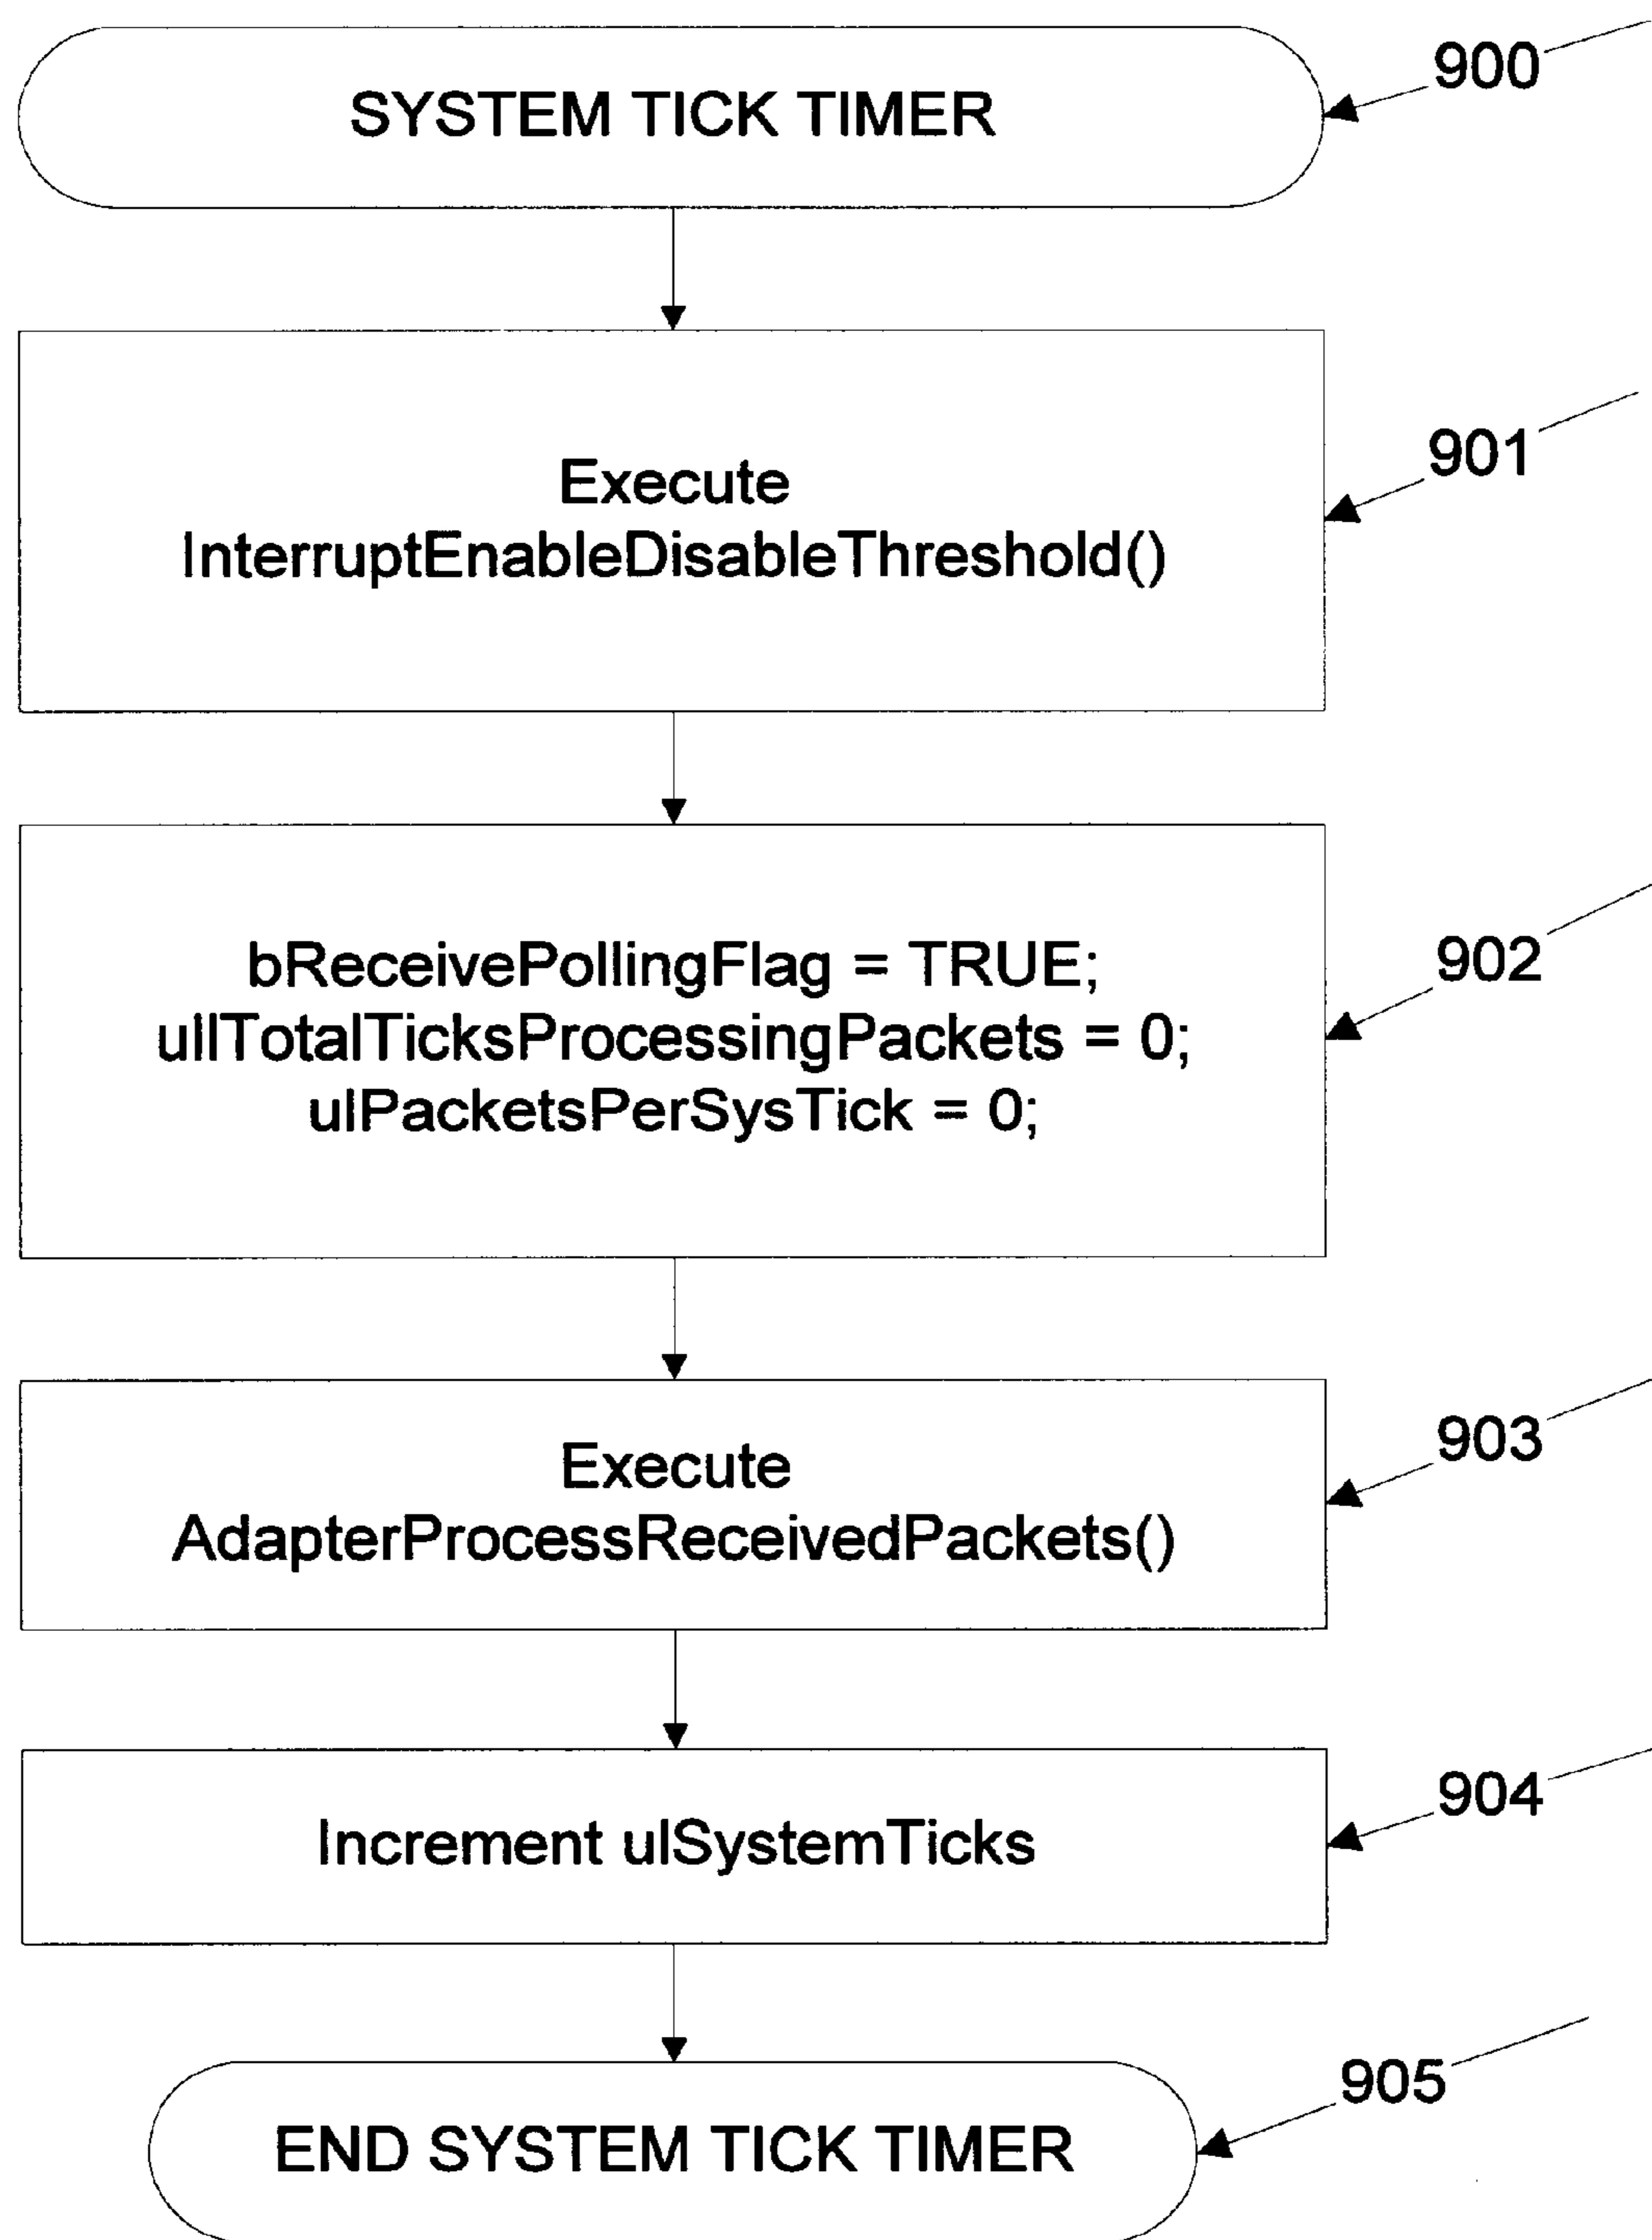 SYSTEM TICK TIMER
900
Execute
InterruptEnableDisableThreshold()
901
bReceivePollingFlag = TRUE;
ullTotalTicksProcessingPackets = 0;
ulPacketsPerSysTick = 0;
902
Execute
AdapterProcessReceivedPackets()
903
Increment ulSystemTicks
904
END SYSTEM TICK TIMER
905